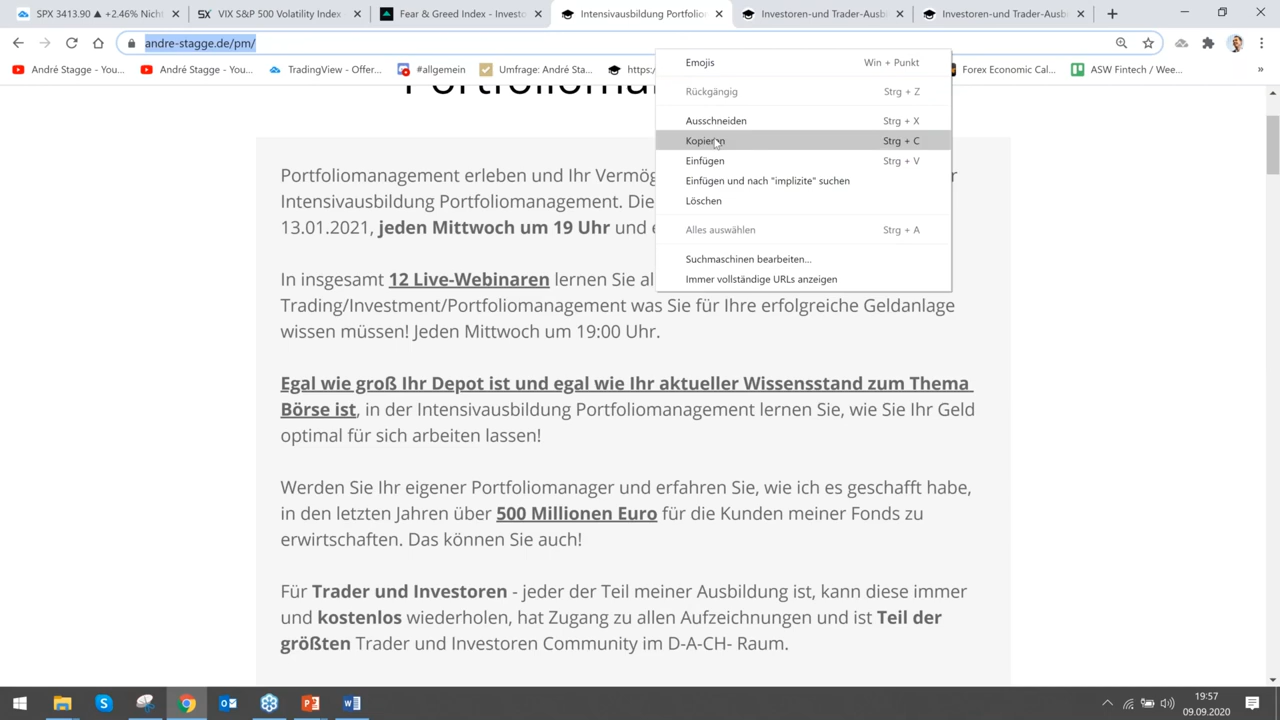 SPX 3413.90 ▲ +2.46% Nicht
VIX S&P 500 Volatility Index
Fear & Greed Index - Investo
Intensivausbildung Portfolio
Investoren-und Trader-Ausbil
Investoren-und Trader-Ausb
andre-stagge.de/pm/
André Stagge - You...
André Stagge - You...
TradingView - Offer...
#allgemein
Umfrage: André Sta...
https:
Forex Economic Cal...
ASW Fintech / Wee...
»
Emojis Win + Punkt
Rückgängig Strg + Z
Ausschneiden Strg + X
Kopieren Strg + C
Einfügen Strg + V
Einfügen und nach "implizite" suchen
Löschen
Alles auswählen Strg + A
Suchmaschinen bearbeiten...
Immer vollständige URLs anzeigen
Portfolioma
Portfoliomanagement erleben und Ihr Vermög
Intensivausbildung Portfoliomanagement. Die
13.01.2021, jeden Mittwoch um 19 Uhr und e
In insgesamt 12 Live-Webinaren lernen Sie al
Trading/Investment/Portfoliomanagement was Sie für Ihre erfolgreiche Geldanlage
wissen müssen! Jeden Mittwoch um 19:00 Uhr.
Egal wie groß Ihr Depot ist und egal wie Ihr aktueller Wissensstand zum Thema
Börse ist, in der Intensivausbildung Portfoliomanagement lernen Sie, wie Sie Ihr Geld
optimal für sich arbeiten lassen!
Werden Sie Ihr eigener Portfoliomanager und erfahren Sie, wie ich es geschafft habe,
in den letzten Jahren über 500 Millionen Euro für die Kunden meiner Fonds zu
erwirtschaften. Das können Sie auch!
Für Trader und Investoren - jeder der Teil meiner Ausbildung ist, kann diese immer
und kostenlos wiederholen, hat Zugang zu allen Aufzeichnungen und ist Teil der
größten Trader und Investoren Community im D-A-CH- Raum.
19:57
09.09.2020